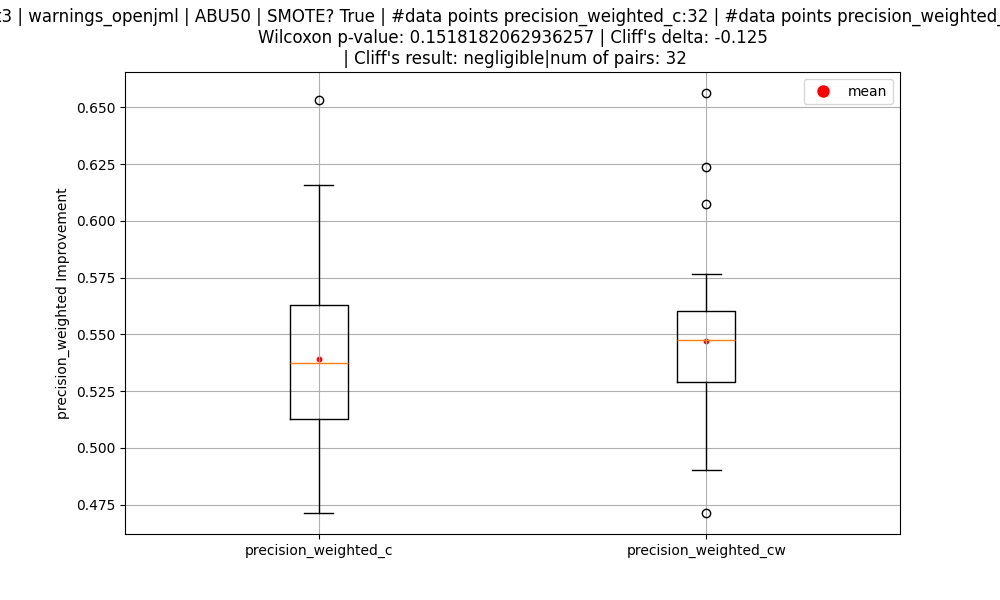 | warnings_openjml | ABU50 | SMOTE? True | #data points precision_weighted_c:32 | #data points
Wilcoxon p-value: 0.1518182062936257 | Cliff's delta: -0.125
| Cliff's result: negligible|num of pairs: 32
mean
0.650
0.625
0.600
0.575
0.550
0.525
0.500
0.475
precision_weighted Improvement
precision_weighted_c
precision_weighted_cw